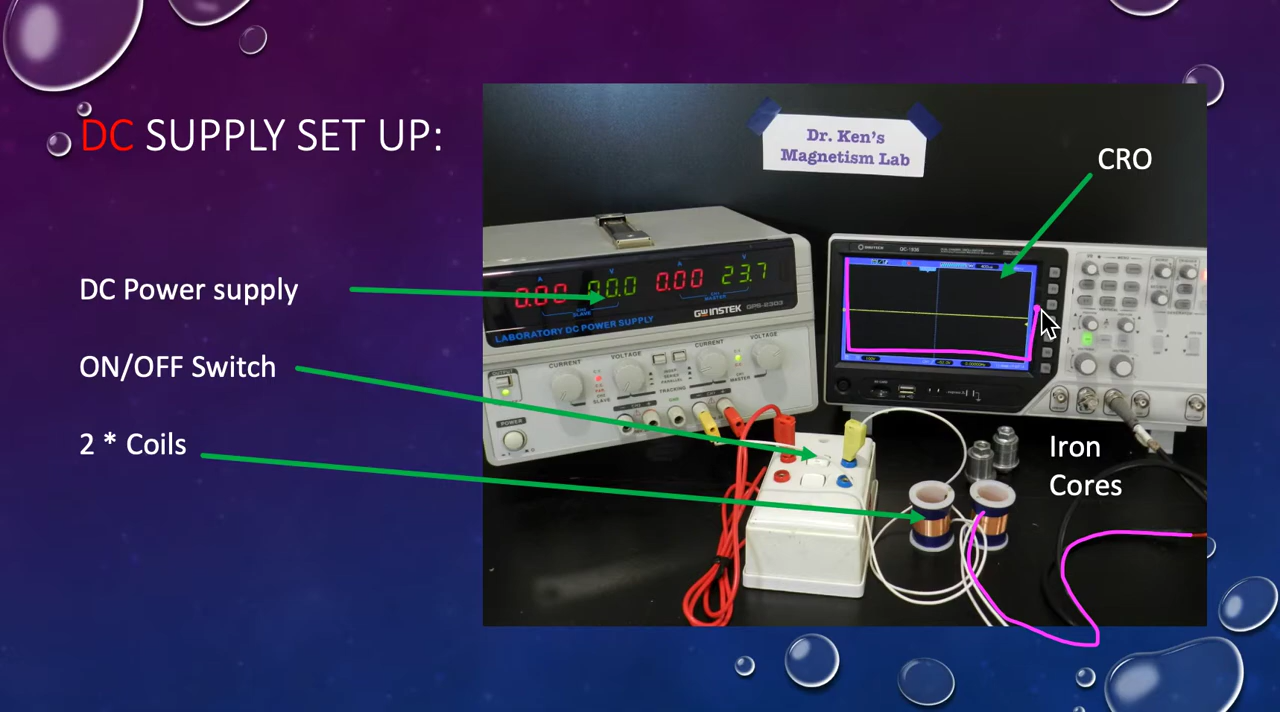 DC SUPPLY SET UP:
Dr. Ken's
Magnetism Lab
CRO
DC Power supply
0.00 00.0 0.00 23.7
GW INSTEK
LABORATORY DC POWER SUPPLY
CURRENT VOLTAGE CURRENT VOLTAGE
TRACKING
POWER
ON/OFF Switch
2 * Coils
Iron
Cores